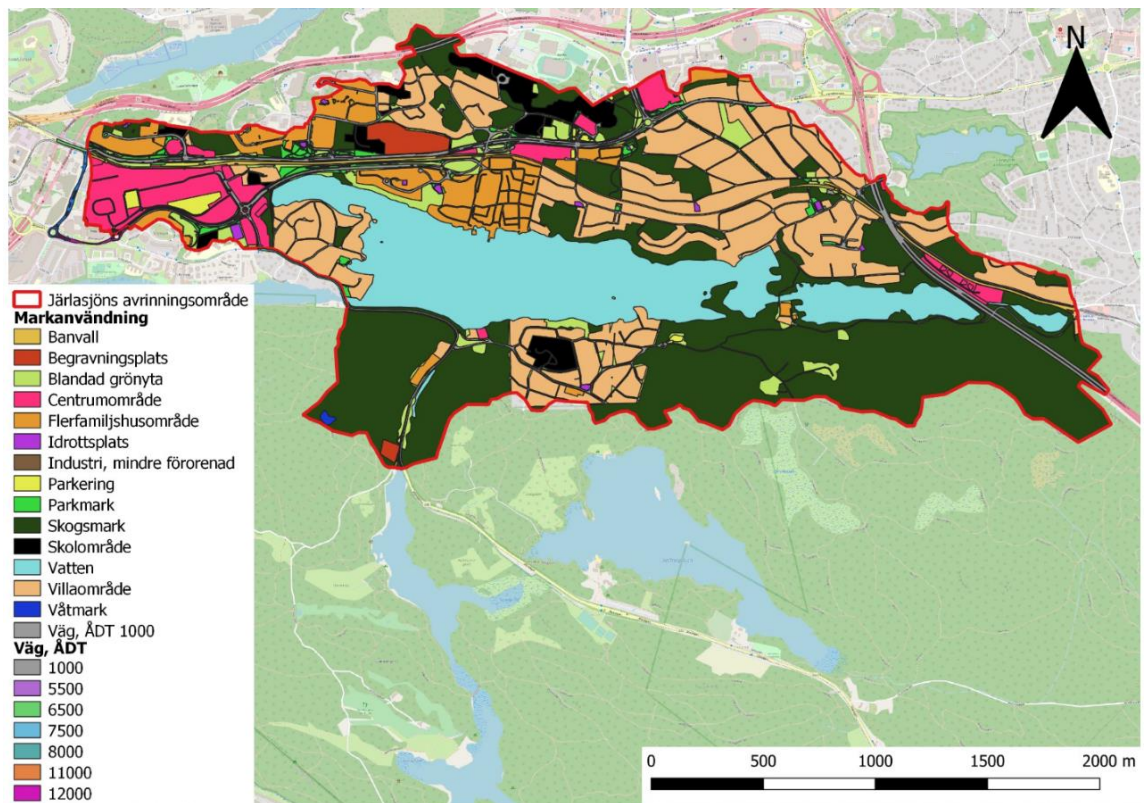 N
Järlasjöns avrinningsområde
Markanvändning
Banvall
Begravningsplats
Blandad grönyta
Centrumområde
Flerfamiljshusområde
Idrottsplats
Industri, mindre förorenad
Parkering
Parkmark
Skogsmark
Skolområde
Vatten
Villaområde
Våtmark
Väg, ÅDT 1000
Väg, ÅDT
1000
5500
6500
7500
8000
11000
12000
0 500 1000 1500 2000 m